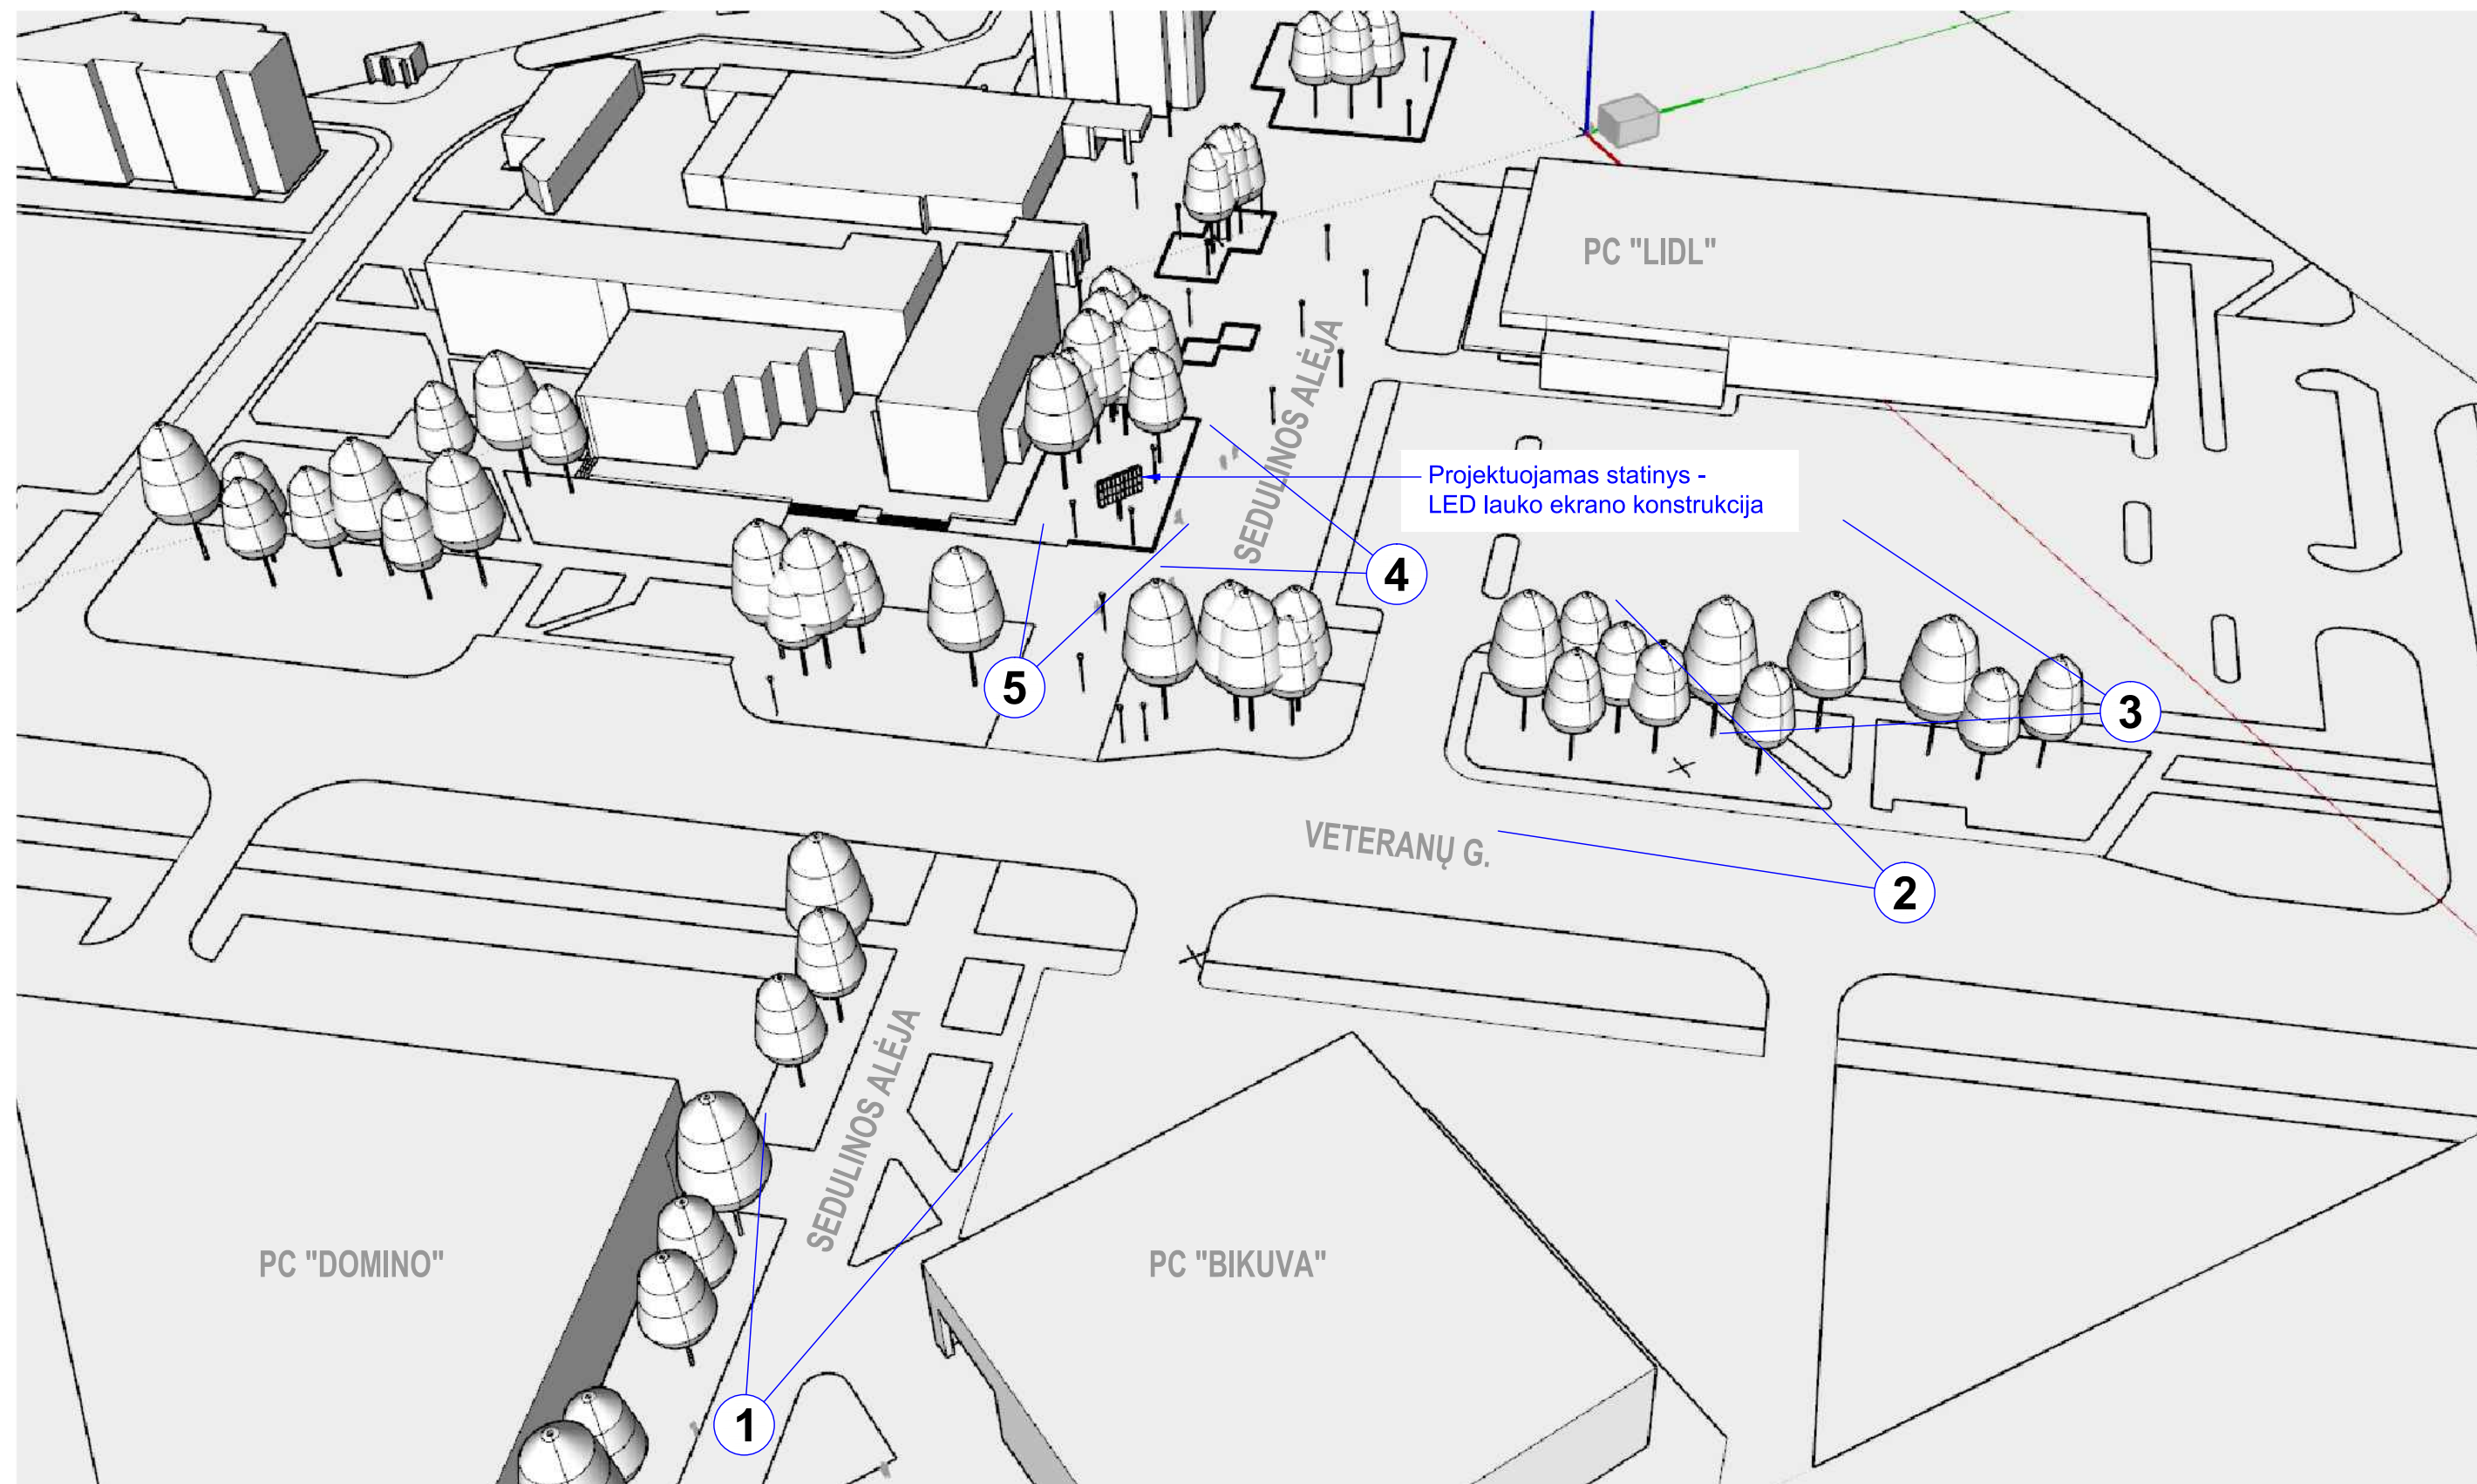 PC "LIDL"
SEDULINOS ALĖJA
Projektuojamas statinys -
LED lauko ekrano konstrukcija
4
5
3
VETERANŲ G.
2
SEDULINOS ALĖJA
PC "DOMINO"
PC "BIKUVA"
1